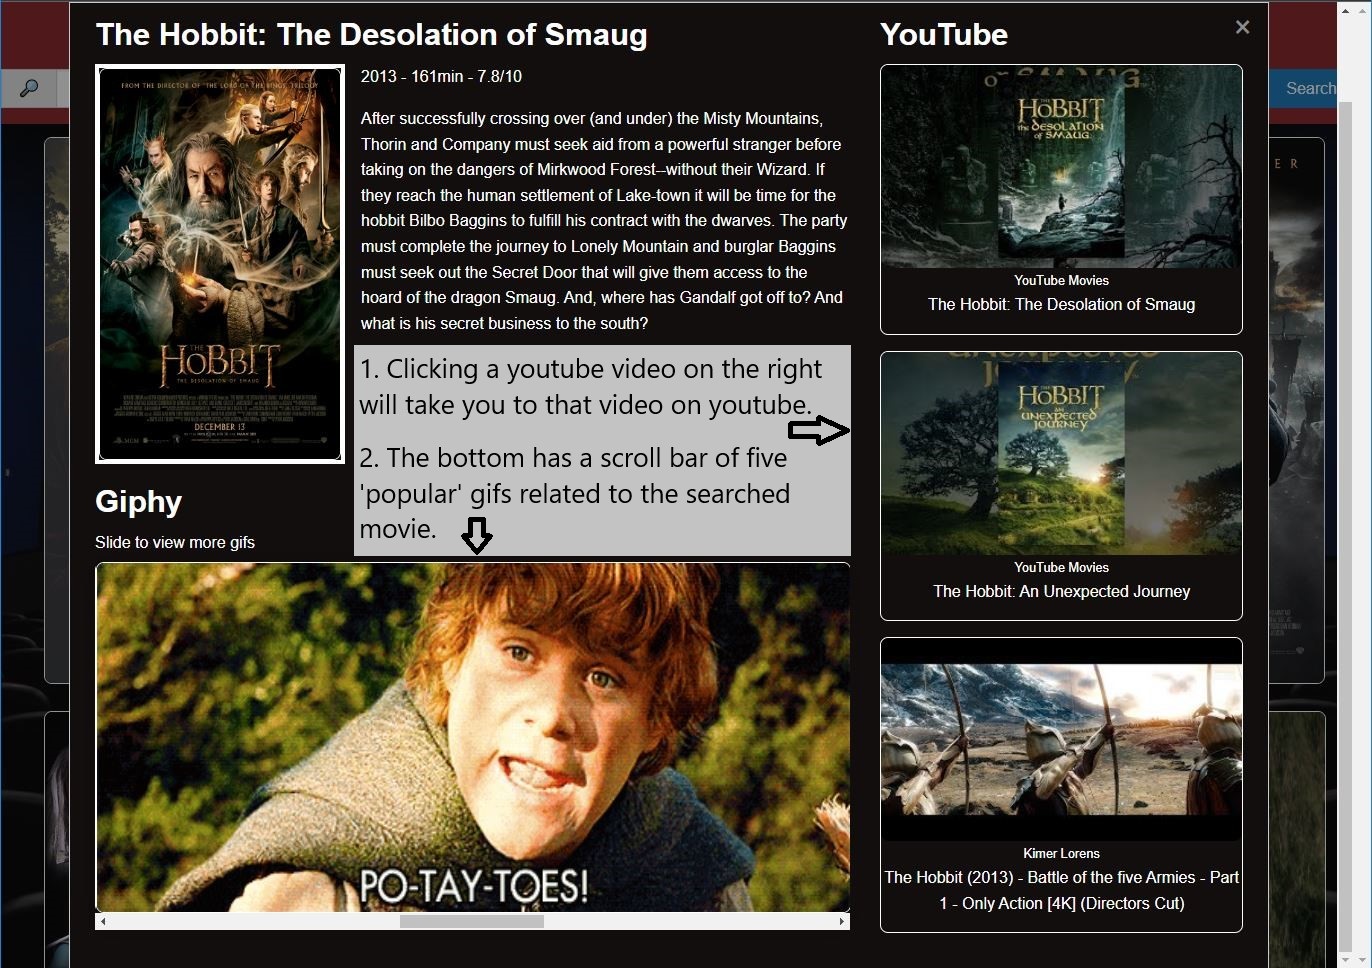 The Hobbit: The Desolation of Smaug
2013 - 161min - 7.8/10
FROM THE DIRECTOR OF "THE LORD OF THE RINGS" TRILOGY
THE
HOBBIT
THE DESOLATION OF SMAUG
DECEMBER 13
After successfully crossing over (and under) the Misty Mountains,
Thorin and Company must seek aid from a powerful stranger before
taking on the dangers of Mirkwood Forest--without their Wizard. If
they reach the human settlement of Lake-town it will be time for the
hobbit Bilbo Baggins to fulfill his contract with the dwarves. The party
must complete the journey to Lonely Mountain and burglar Baggins
must seek out the Secret Door that will give them access to the
hoard of the dragon Smaug. And, where has Gandalf got off to? And
what is his secret business to the south?
1. Clicking a youtube video on the right
will take you to that video on youtube.
2. The bottom has a scroll bar of five
'popular' gifs related to the searched
movie.
Giphy
Slide to view more gifs
PO-TAY-TOES!
YouTube
×
Search
OF SMAUG
THE
HOBBIT
THE DESOLATION
OF SMAUG
YouTube Movies
The Hobbit: The Desolation of Smaug
UNEXPECTED
THE
HOBBIT
AN
UNEXPECTED
JOURNEY
YouTube Movies
The Hobbit: An Unexpected Journey
Kimer Lorens
The Hobbit (2013) - Battle of the five Armies - Part
1 - Only Action [4K] (Directors Cut)
E R